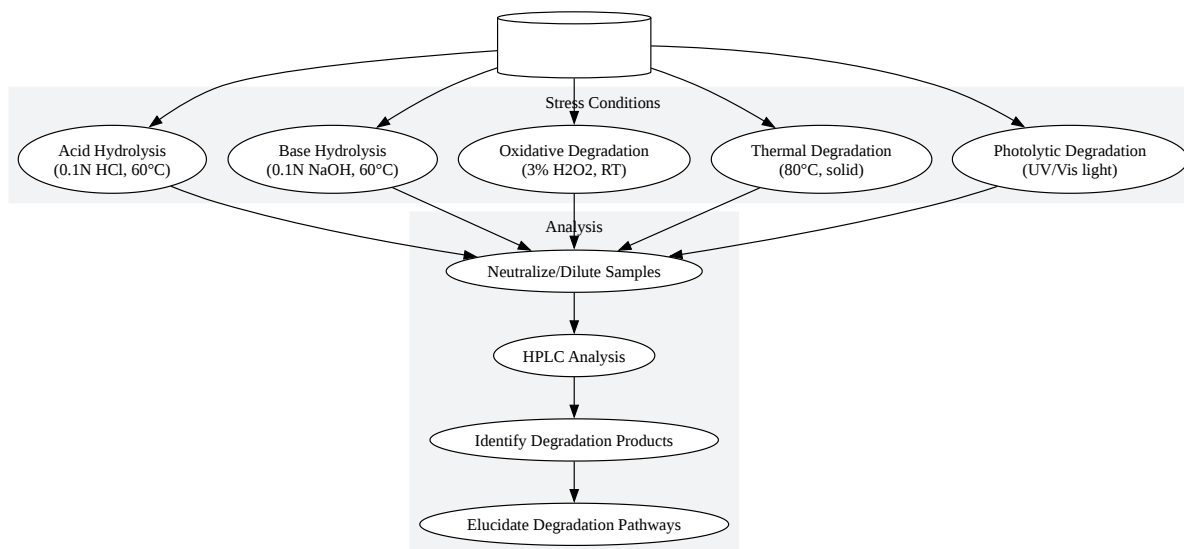 Stress Conditions
Acid Hydrolysis
(0.1N HCl, 60°C)
Base Hydrolysis
(0.1N NaOH, 60°C)
Oxidative Degradation
(3% H2O2, RT)
Thermal Degradation
(80°C, solid)
Photolytic Degradation
(UV/Vis light)
Analysis
Neutralize/Dilute Samples
HPLC Analysis
Identify Degradation Products
Elucidate Degradation Pathways